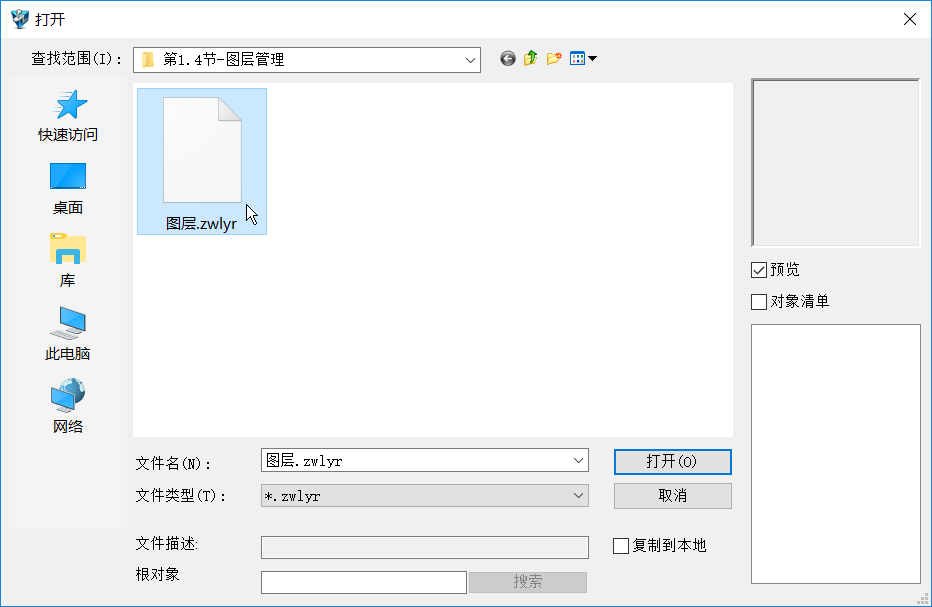 打开
查找范围(I):
第1.4节-图层管理
快速访问
桌面
库
此电脑
网络
图层.zwlyr
预览
对象清单
文件名(N):
图层.zwlyr
打开(O)
文件类型(T):
*.zwlyr
取消
文件描述:
复制到本地
根对象
搜索